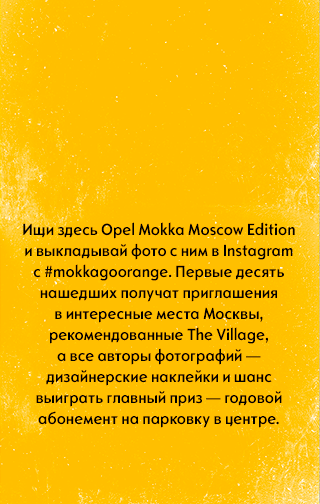 Ищи здесь Opel Mokka Moscow Edition
и выкладывай фото с ним в Instagram
с #mokkagoorange. Первые десять
нашедших получат приглашения
в интересные места Москвы,
рекомендованные The Village,
а все авторы фотографий —
дизайнерские наклейки и шанс
выиграть главный приз — годовой
абонемент на парковку в центре.